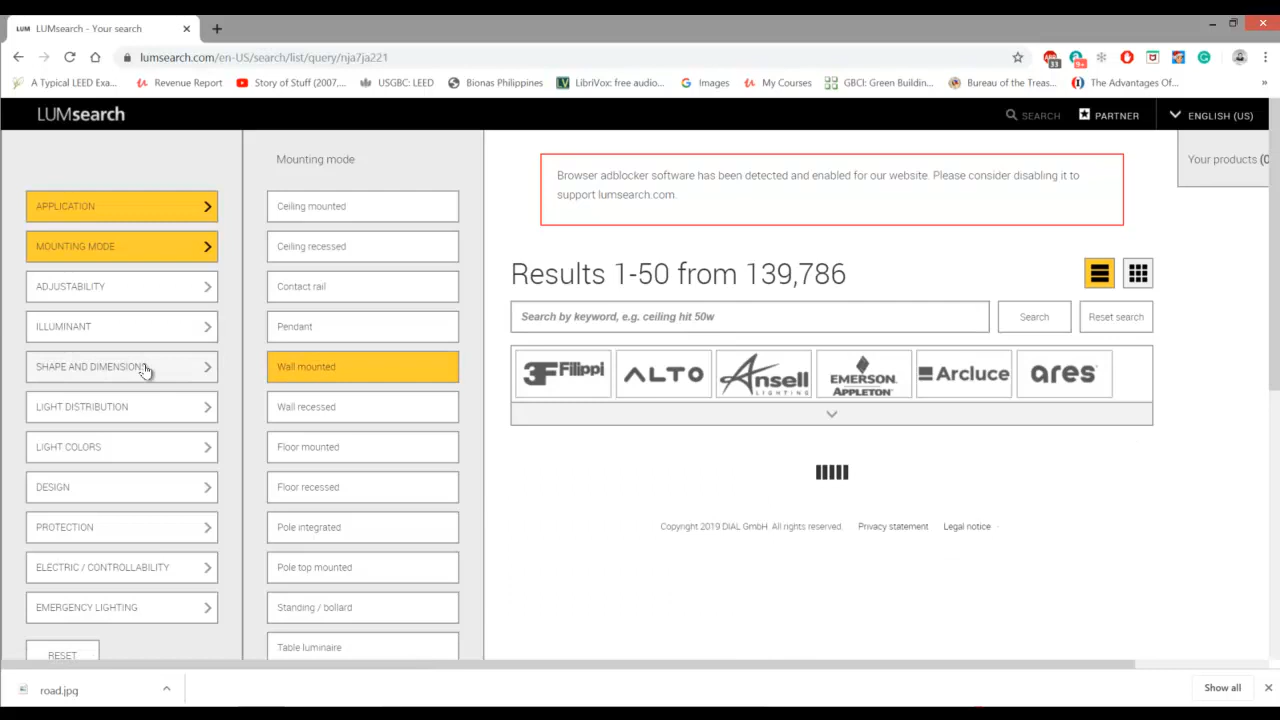 LUM LUMsearch - Your search
lumsearch.com/en-US/search/list/query/nja7ja221
33
9+
A Typical LEED Exa...
Revenue Report
Story of Stuff (2007,...
USGBC: LEED
Bionas Philippines
LibriVox: free audio...
Images
My Courses
GBCI: Green Building...
Bureau of the Treas...
The Advantages Of...
LUMsearch
SEARCH
PARTNER
ENGLISH (US)
Your products (0
APPLICATION
MOUNTING MODE
ADJUSTABILITY
ILLUMINANT
SHAPE AND DIMENSION
LIGHT DISTRIBUTION
LIGHT COLORS
DESIGN
PROTECTION
ELECTRIC / CONTROLLABILITY
EMERGENCY LIGHTING
RESET
Mounting mode
Ceiling mounted
Ceiling recessed
Contact rail
Pendant
Wall mounted
Wall recessed
Floor mounted
Floor recessed
Pole integrated
Pole top mounted
Standing / bollard
Table luminaire
Browser adblocker software has been detected and enabled for our website. Please consider disabling it to
support lumsearch.com.
Results 1-50 from 139,786
Search by keyword, e.g. ceiling hit 50w
Search
Reset search
3F Filippi
ALTO
Ansell
LIGHTING
EMERSON
APPLETON
Arcluce
ares
Copyright 2019 DIAL GmbH. All rights reserved.
Privacy statement
Legal notice
road.jpg
Show all